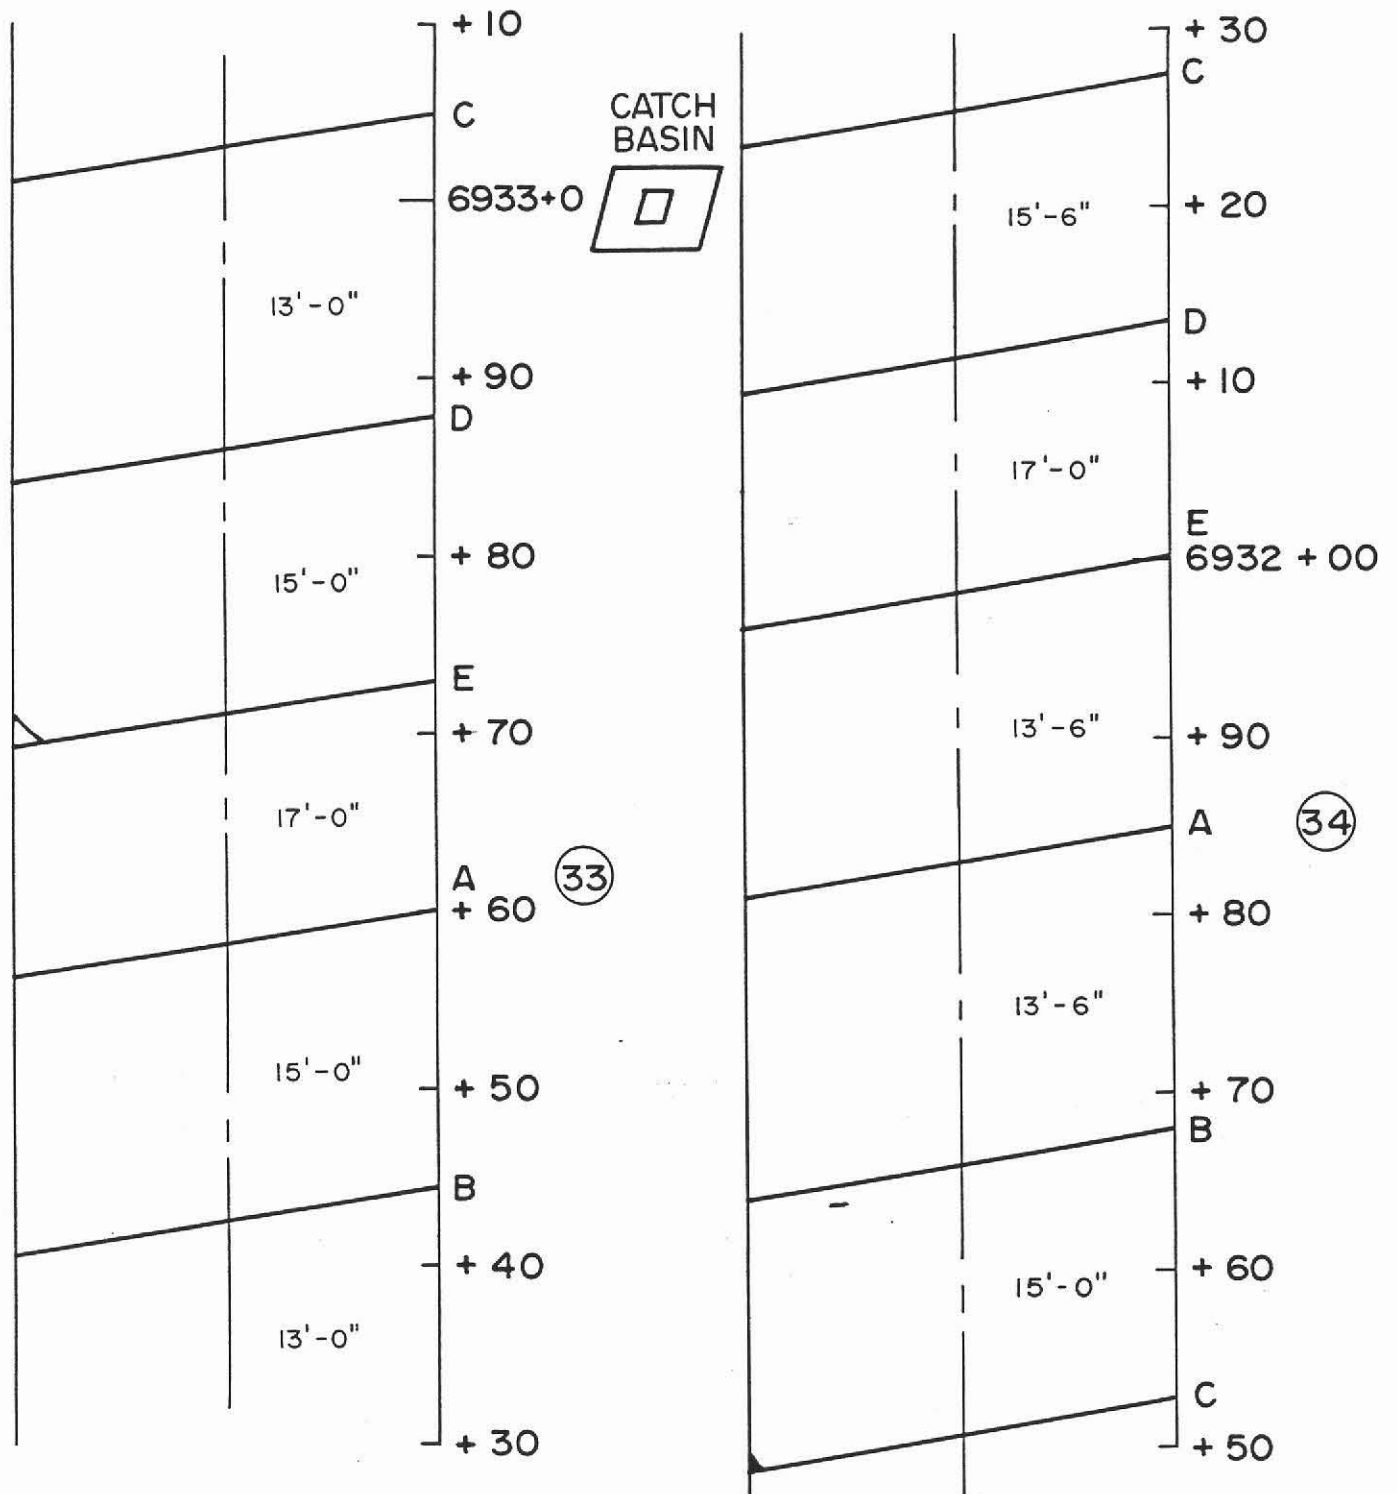 + 10
C
6933+0
13'-0"
+ 90
D
+ 80
15'-0"
E
+ 70
17'-0"
A
33
+ 60
15'-0"
+ 50
B
+ 40
13'-0"
+ 30
CATCH
BASIN
+ 30
C
+ 20
15'-6"
D
+ 10
17'-0"
E
6932 + 00
13'-6"
+ 90
A
34
+ 80
13'-6"
+ 70
B
+ 60
15'-0"
C
+ 50